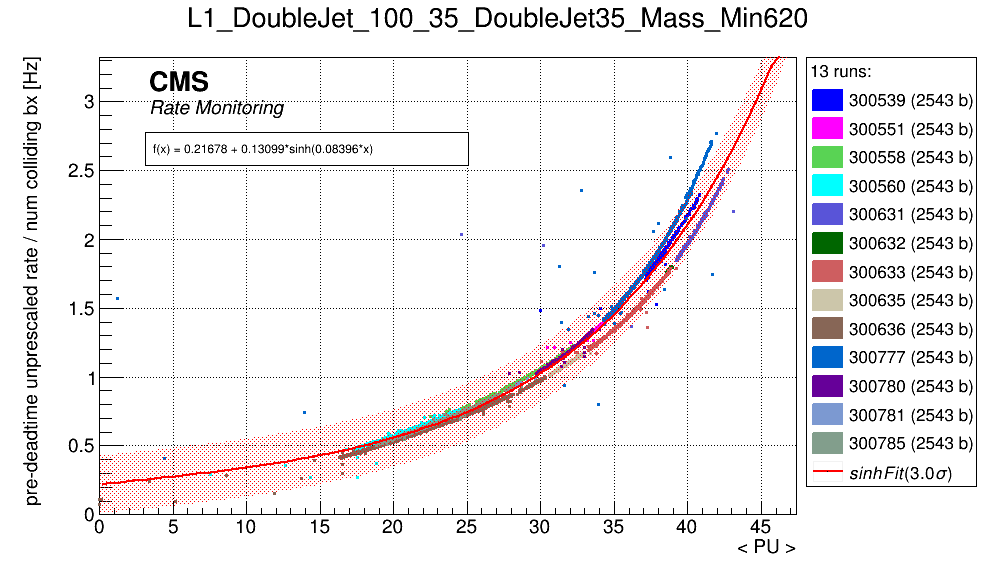 L1_DoubleJet_100_35_DoubleJet35_Mass_Min620
pre-deadtime unprescaled rate / num colliding bx [Hz]
CMS
Rate Monitoring
f(x) = 0.21678 + 0.13099*sinh(0.08396*x)
3
2.5
2
1.5
1
0.5
0
0 5 10 15 20 25 30 35 40 45
< PU >
13 runs:
300539 (2543 b)
300551 (2543 b)
300558 (2543 b)
300560 (2543 b)
300631 (2543 b)
300632 (2543 b)
300633 (2543 b)
300635 (2543 b)
300636 (2543 b)
300777 (2543 b)
300780 (2543 b)
300781 (2543 b)
300785 (2543 b)
sinhFit(3.0σ)